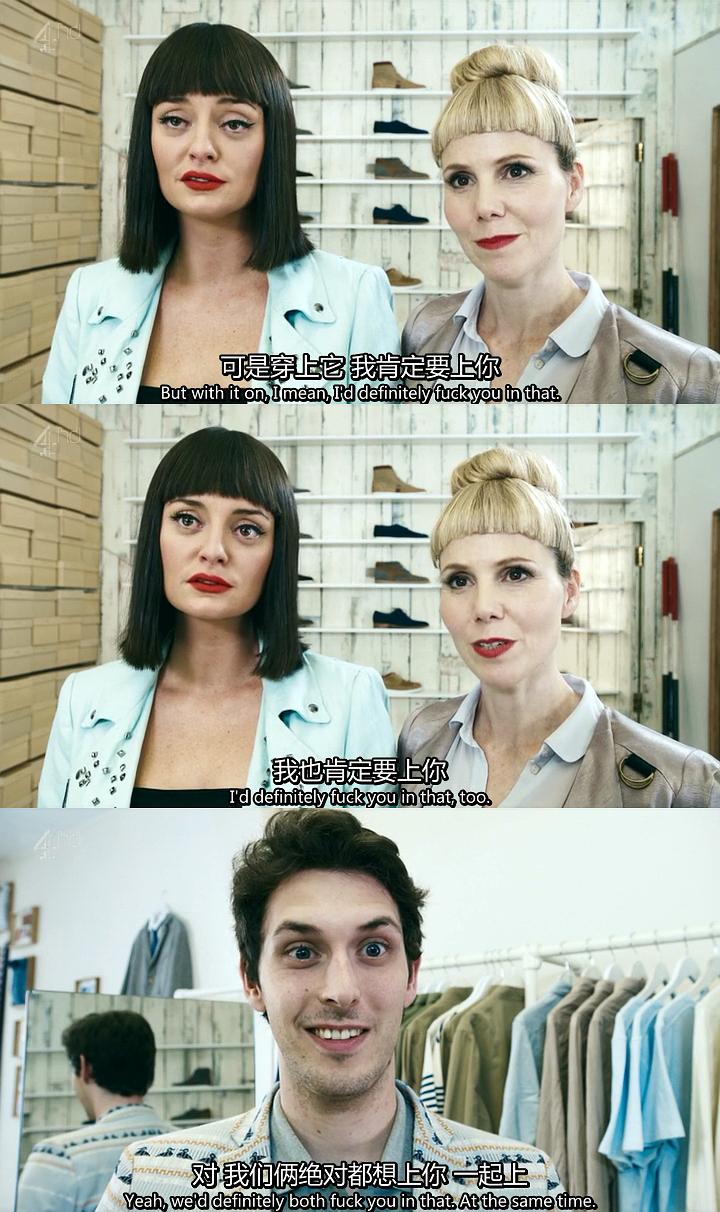 4hd
可是穿上它 我肯定要上你
But with it on, I mean, I'd definitely fuck you in that.
4hd
我也肯定要上你
I'd definitely fuck you in that, too.
4hd
对 我们俩绝对都想上你 一起上
Yeah, we'd definitely both fuck you in that. At the same time.